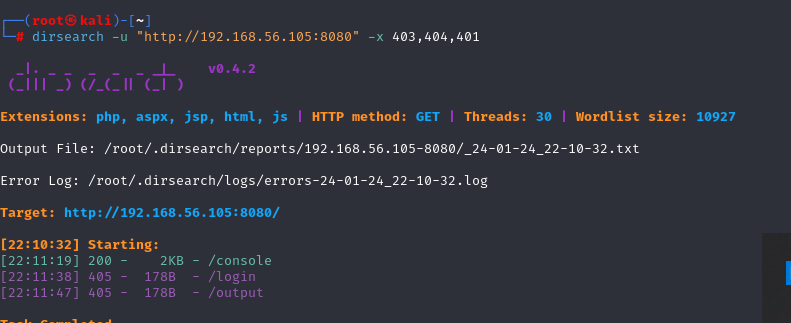 ┌──(root㉿kali)-[~]
└─# dirsearch -u "http://192.168.56.105:8080" -x 403,404,401
  _|. _ _  _  _  _ _|_    v0.4.2
 (_||| _) (/_(_|| (_| )
Extensions: php, aspx, jsp, html, js | HTTP method: GET | Threads: 30 | Wordlist size: 10927
Output File: /root/.dirsearch/reports/192.168.56.105-8080/_24-01-24_22-10-32.txt
Error Log: /root/.dirsearch/logs/errors-24-01-24_22-10-32.log
Target: http://192.168.56.105:8080/
[22:10:32] Starting:
[22:11:19] 200 -    2KB - /console
[22:11:38] 405 -  178B  - /login
[22:11:47] 405 -  178B  - /output
Task Completed